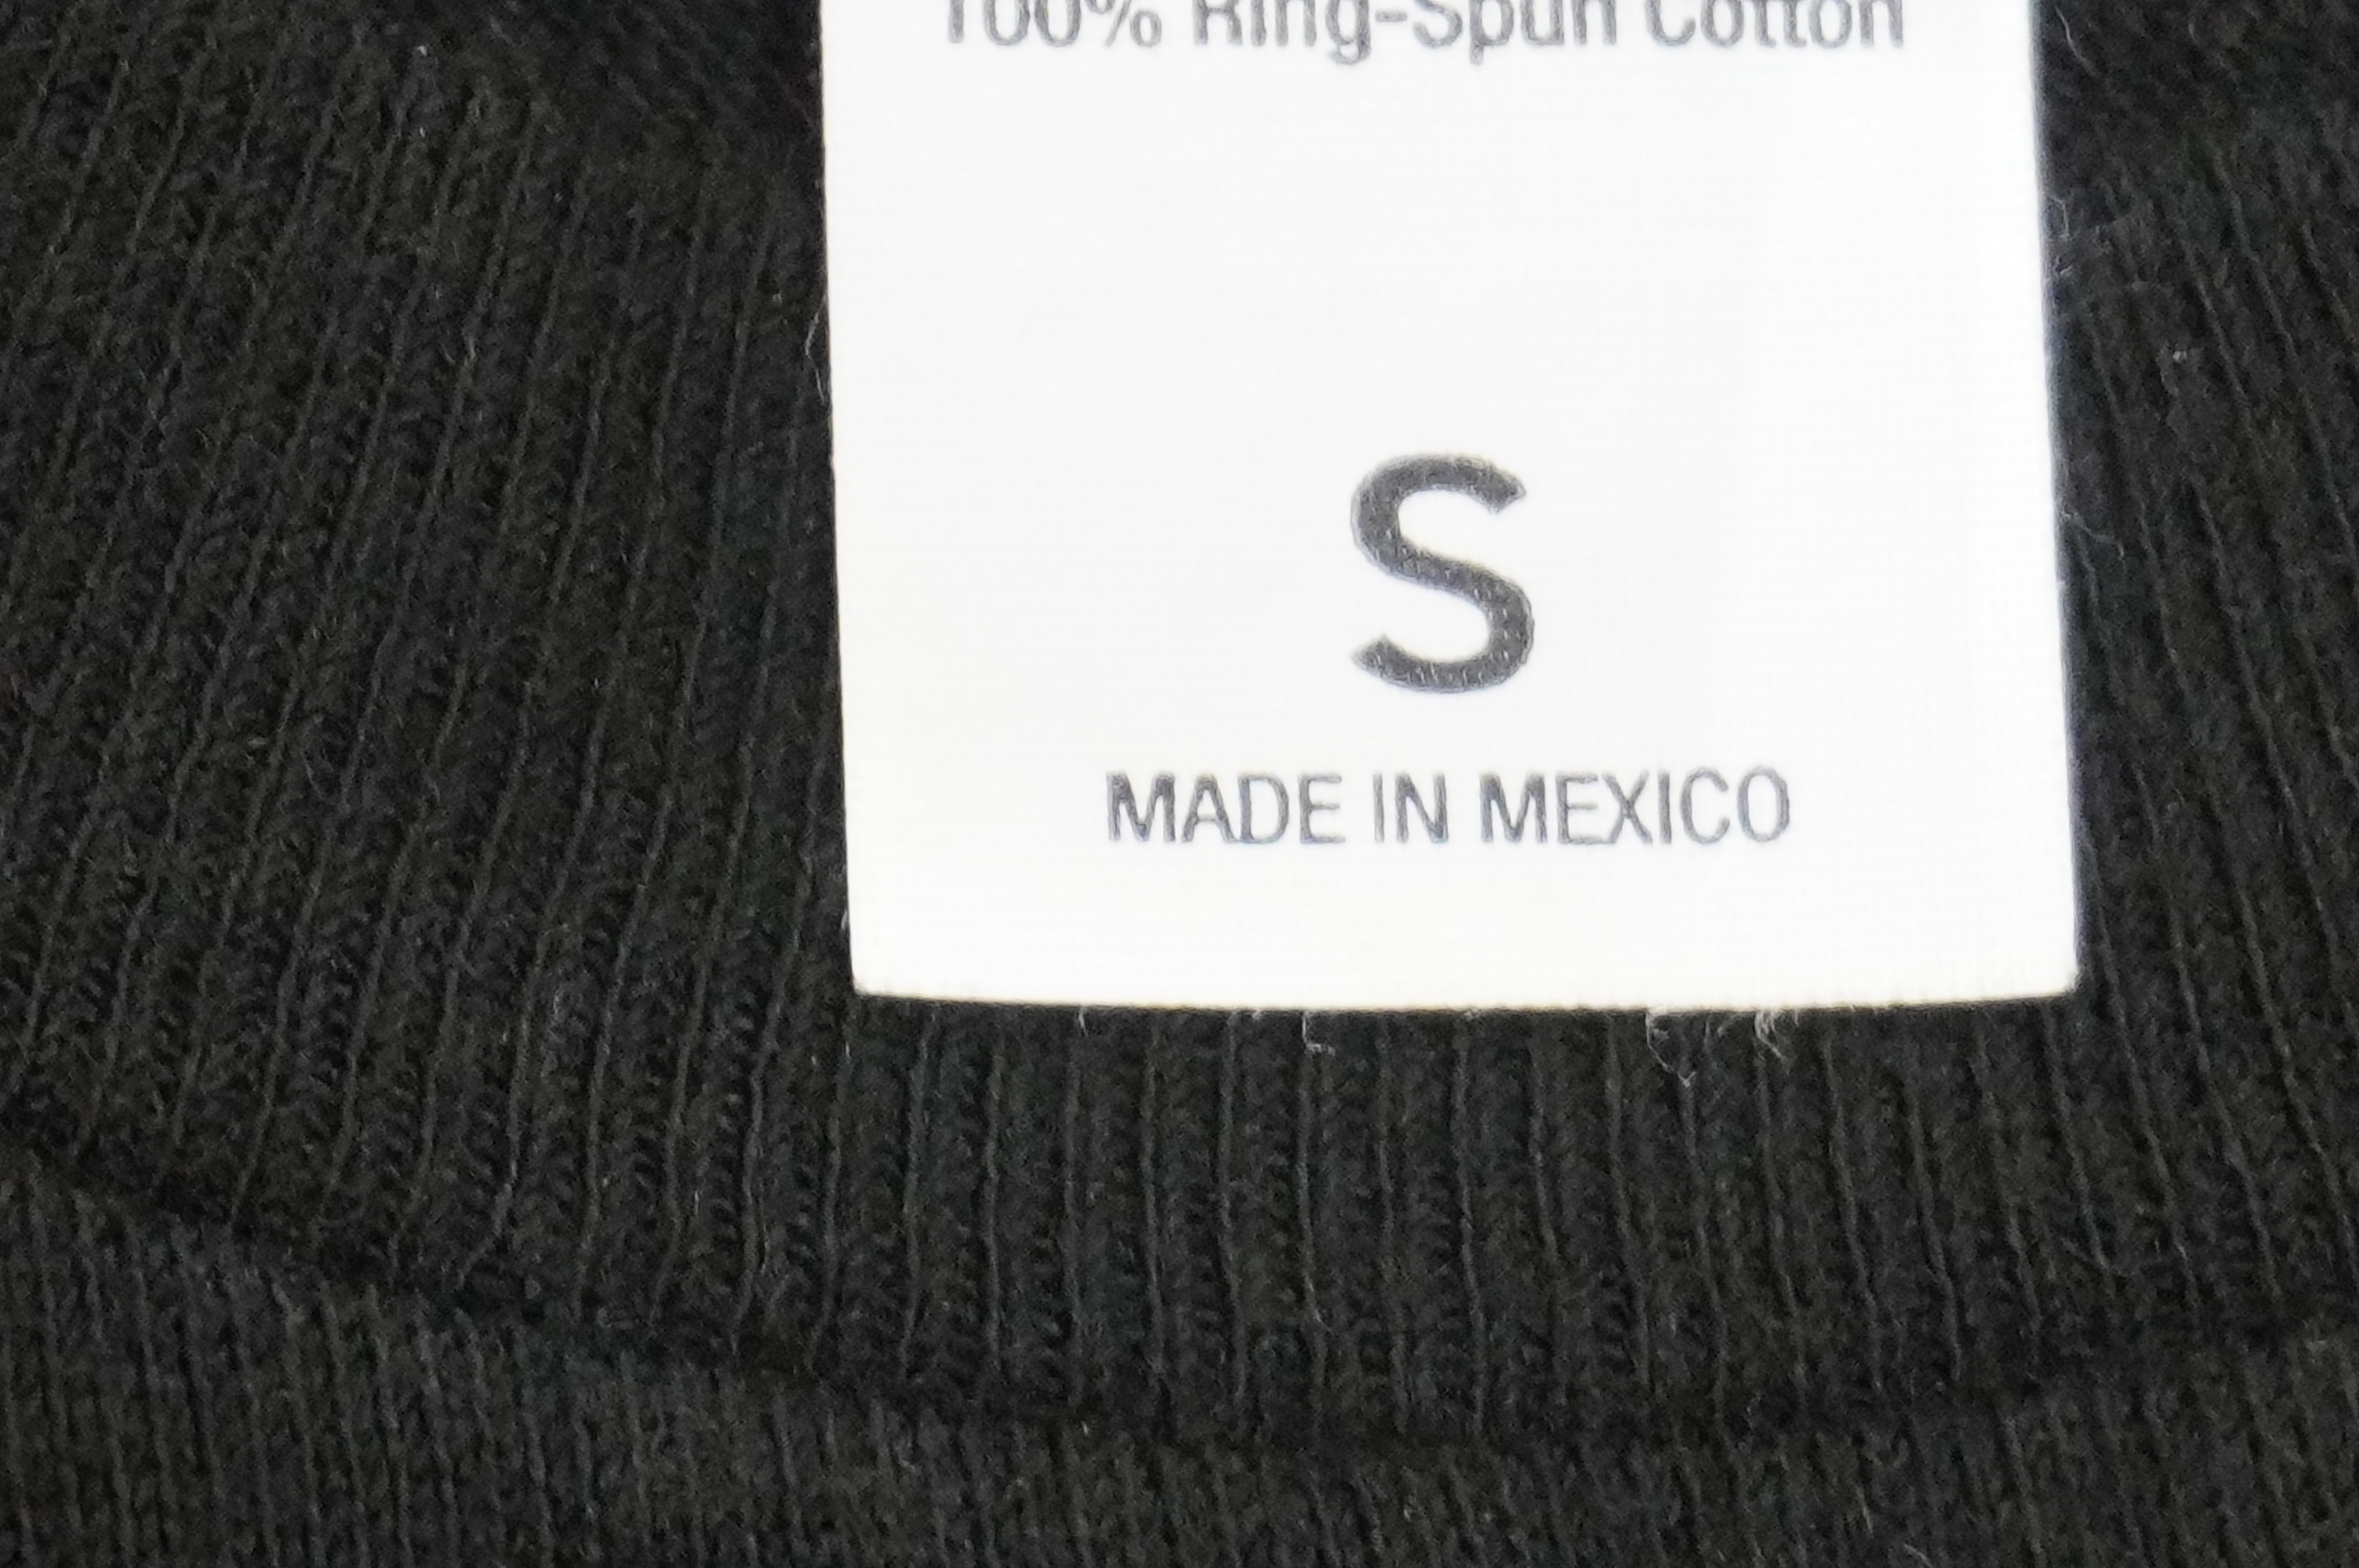 100% Ring-Spun Cotton
S
MADE IN MEXICO